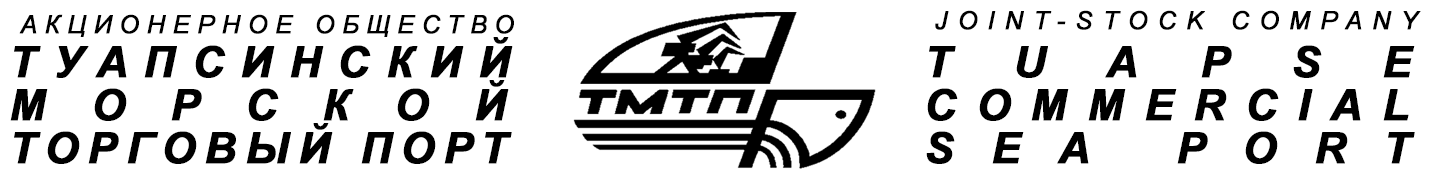 АКЦИОНЕРНОЕ ОБЩЕСТВО
ТУАПСИНСКИЙ
МОРСКОЙ
ТОРГОВЫЙ ПОРТ
ТМТП
JOINT-STOCK COMPANY
TUAPSE
COMMERCIAL
SEA PORT